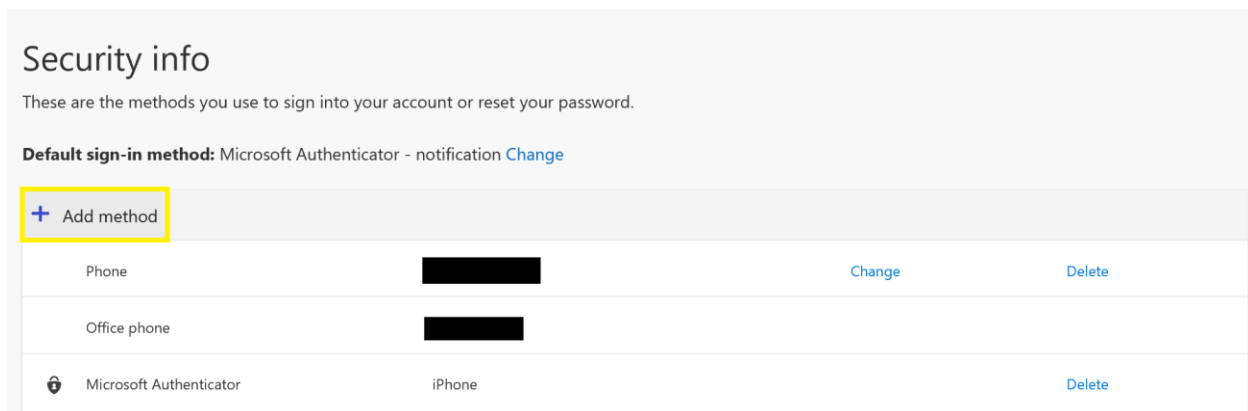 Security info
These are the methods you use to sign into your account or reset your password.
Default sign-in method: Microsoft Authenticator - notification Change
+ Add method
Phone Change Delete
Office phone
Microsoft Authenticator iPhone Delete